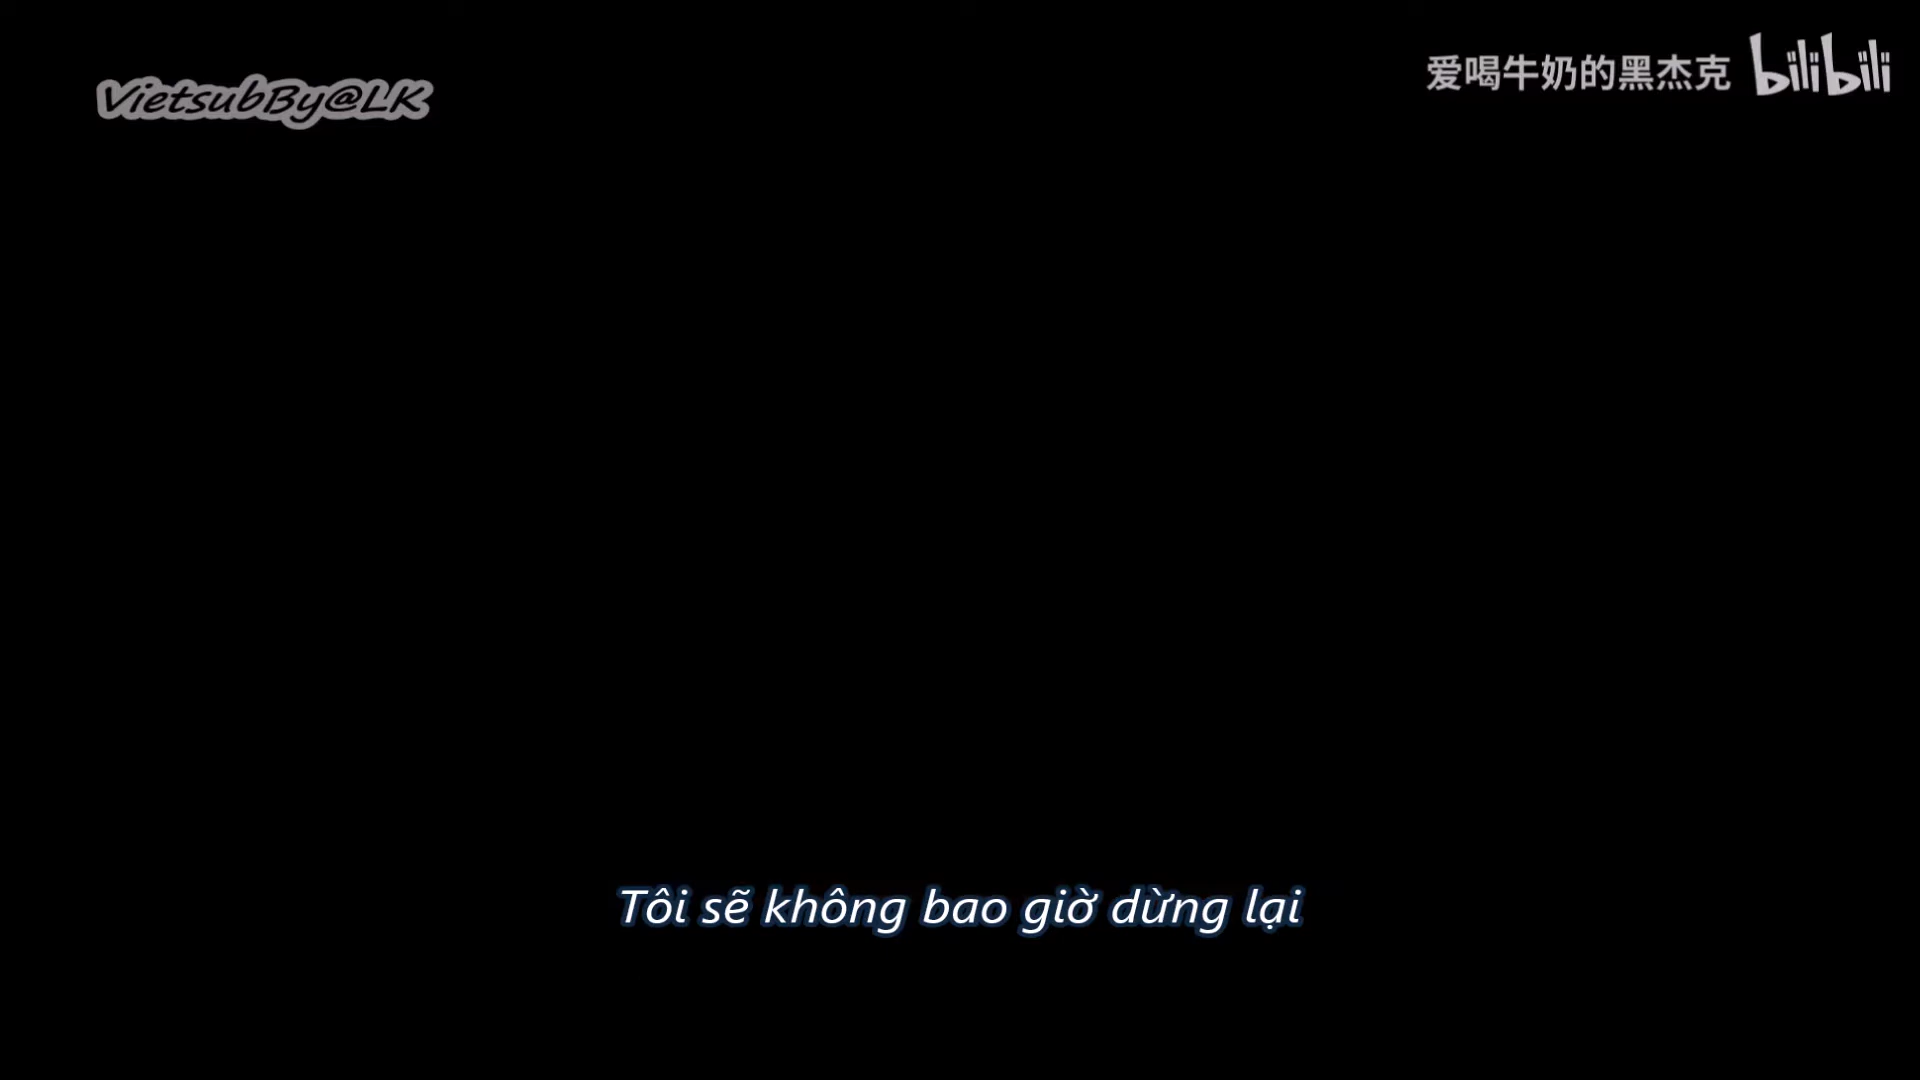 VietsubBy@LK
爱喝牛奶的黑杰克 bilibili
Tôi sẽ không bao giờ dừng lại